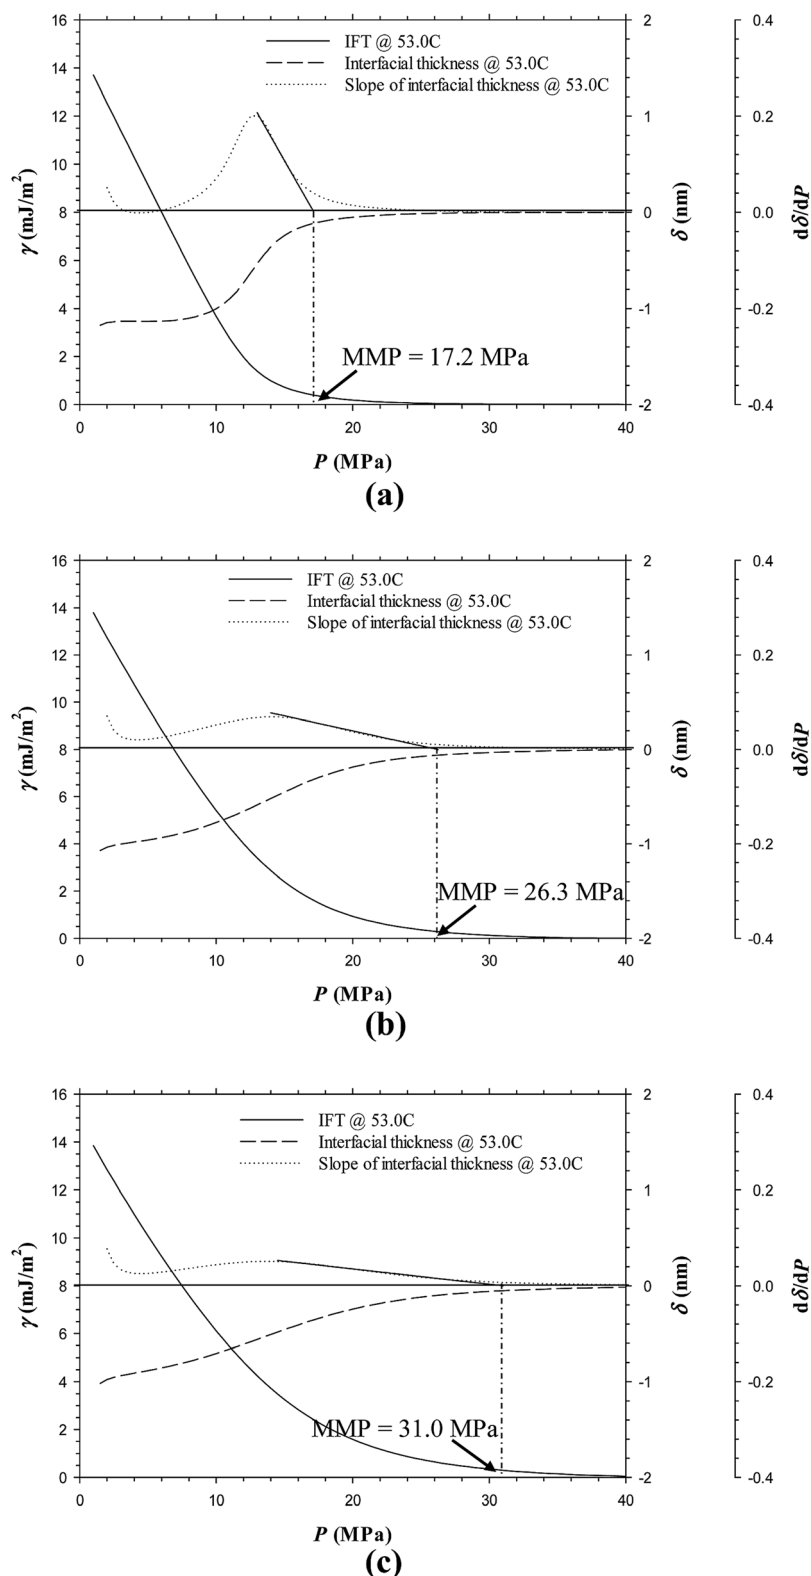 IFT @ 53.0C
Interfacial thickness @ 53.0C
Slope of interfacial thickness @ 53.0C
16
14
12
10
8
6
4
2
0
γ (mJ/m²)
2
1
0
-1
-2
δ (nm)
0.4
0.2
0.0
-0.2
-0.4
dδ/dP
MMP = 17.2 MPa
0 10 20 30 40
P (MPa)
(a)
IFT @ 53.0C
Interfacial thickness @ 53.0C
Slope of interfacial thickness @ 53.0C
16
14
12
10
8
6
4
2
0
γ (mJ/m²)
2
1
0
-1
-2
δ (nm)
0.4
0.2
0.0
-0.2
-0.4
dδ/dP
MMP = 26.3 MPa
0 10 20 30 40
P (MPa)
(b)
IFT @ 53.0C
Interfacial thickness @ 53.0C
Slope of interfacial thickness @ 53.0C
16
14
12
10
8
6
4
2
0
γ (mJ/m²)
2
1
0
-1
-2
δ (nm)
0.4
0.2
0.0
-0.2
-0.4
dδ/dP
MMP = 31.0 MPa
0 10 20 30 40
P (MPa)
(c)